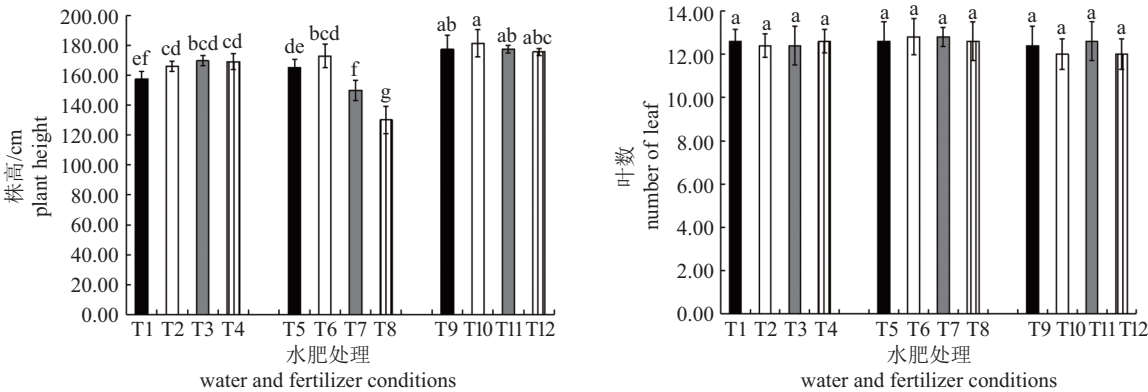 株高/cm
plant height
200.00
180.00
160.00
140.00
120.00
100.00
80.00
60.00
40.00
20.00
0.00
ef cd bcd cd de bcd f g ab a ab abc
T1 T2 T3 T4 T5 T6 T7 T8 T9 T10 T11 T12
水肥处理
water and fertilizer conditions
叶数
number of leaf
14.00
12.00
10.00
8.00
6.00
4.00
2.00
0.00
a a a a a a a a a a a a
T1 T2 T3 T4 T5 T6 T7 T8 T9 T10 T11 T12
水肥处理
water and fertilizer conditions